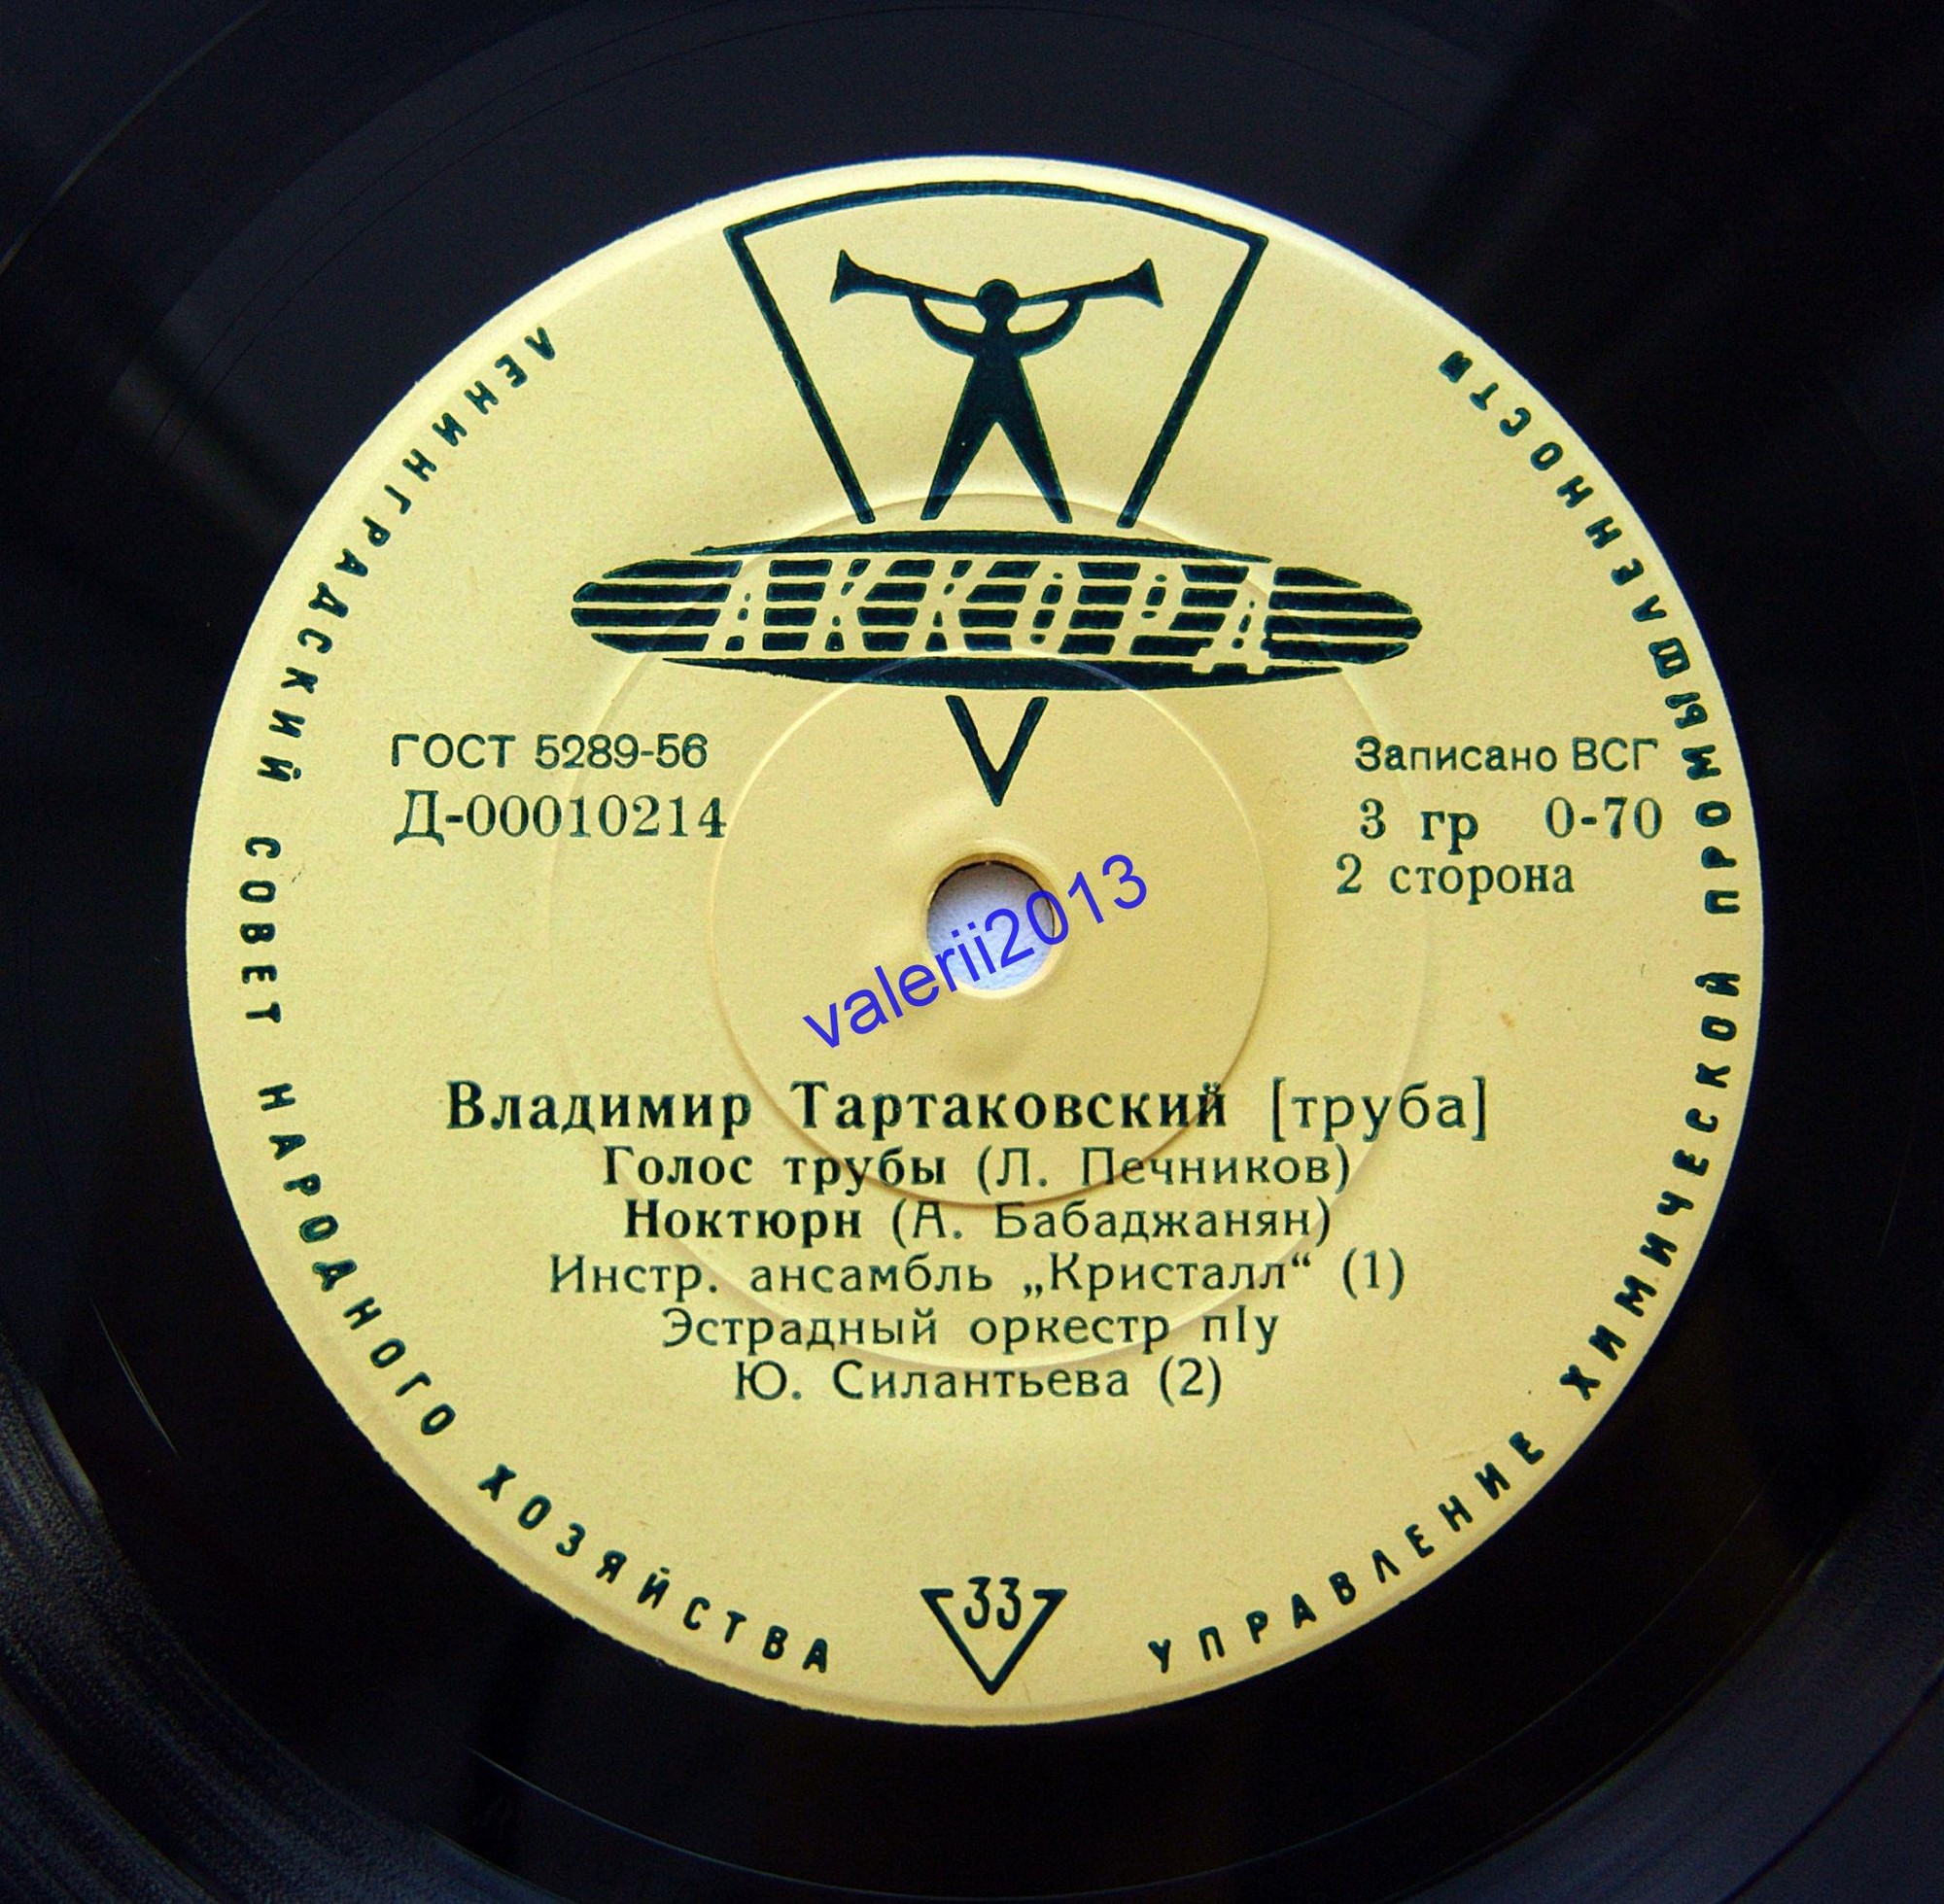 АККОРД
ЛЕНИНГРАДСКИЙ СОВЕТ НАРОДНОГО ХОЗЯЙСТВА
УПРАВЛЕНИЕ ХИМИЧЕСКОЙ ПРОМЫШЛЕННОСТИ
ГОСТ 5289-56
Д-00010214
Записано ВСГ
3 гр 0-70
2 сторона
valerii2013
Владимир Тартаковский [труба]
Голос трубы (Л. Печников)
Ноктюрн (А. Бабаджанян)
Инстр. ансамбль „Кристалл“ (1)
Эстрадный оркестр п/у
Ю. Силантьева (2)
33